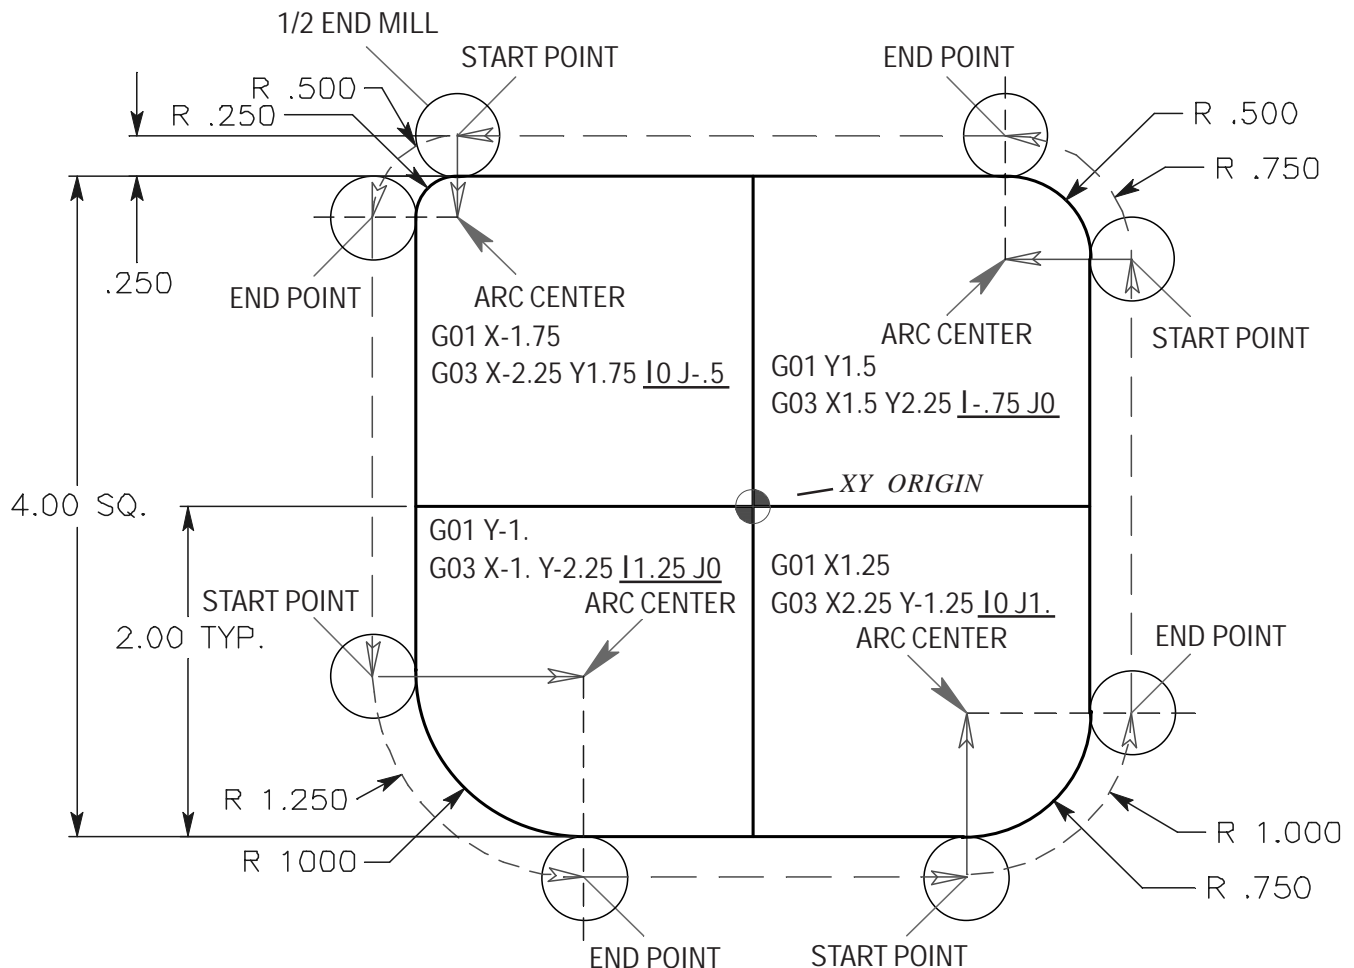 1/2 END MILL
START POINT
END POINT
R .500
R .250
R .500
R .750
.250
END POINT
ARC CENTER
ARC CENTER
START POINT
G01 X-1.75
G03 X-2.25 Y1.75 I0 J-.5
G01 Y1.5
G03 X1.5 Y2.25 I-.75 J0
4.00 SQ.
XY ORIGIN
G01 Y-1.
G03 X-1. Y-2.25 I1.25 J0
G01 X1.25
G03 X2.25 Y-1.25 I0 J1.
START POINT
ARC CENTER
2.00 TYP.
ARC CENTER
END POINT
R 1.250
R 1000
R 1.000
R .750
END POINT
START POINT